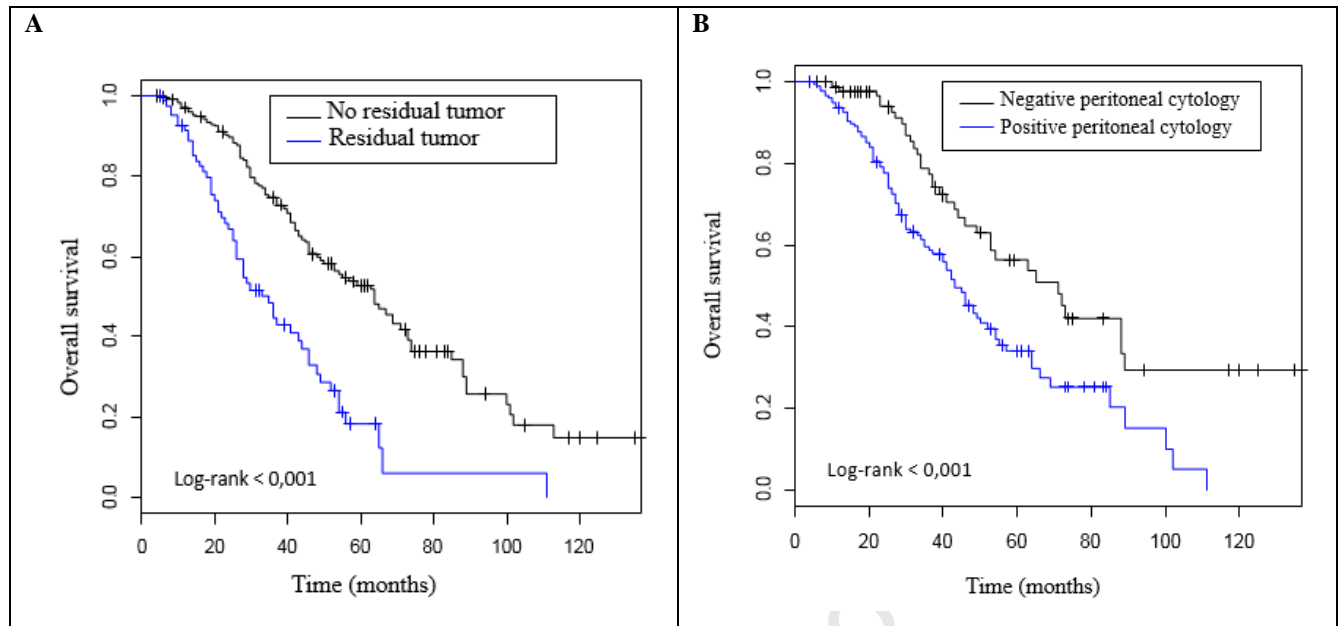 A
No residual tumor
Residual tumor
Overall survival
1.0
0.8
0.6
0.4
0.2
0.0
Log-rank < 0,001
0 20 40 60 80 100 120
Time (months)
B
Negative peritoneal cytology
Positive peritoneal cytology
Overall survival
1.0
0.8
0.6
0.4
0.2
0.0
Log-rank < 0,001
0 20 40 60 80 100 120
Time (months)